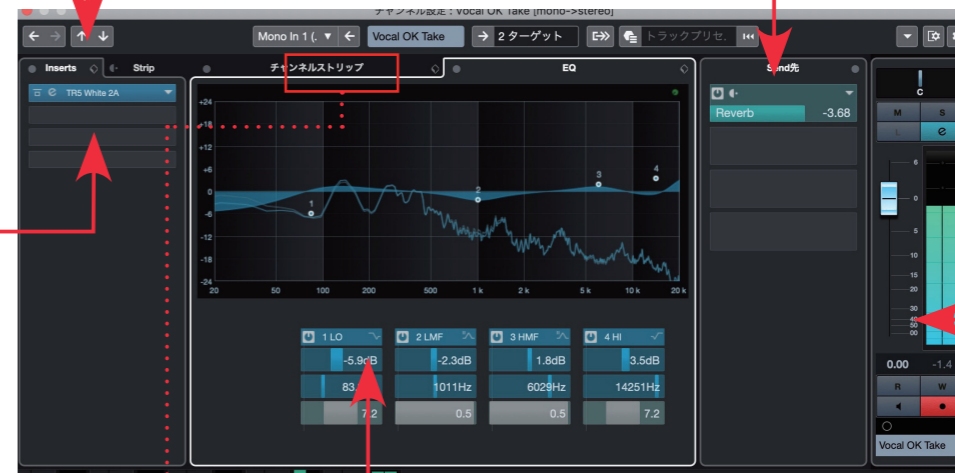 チャンネル設定：Vocal OK Take [mono->stereo]
Mono In 1 (.
Vocal OK Take
2 ターゲット
トラックプリセ.
Inserts
Strip
チャンネルストリップ
EQ
Send先
TR5 White 2A
Reverb
-3.68
+24
+18
+12
+6
0
-6
-12
-18
-24
20
50
100
200
500
1 k
2 k
5 k
10 k
20 k
1
2
3
4
1 LO
2 LMF
3 HMF
4 HI
-5.9dB
-2.3dB
1.8dB
3.5dB
83.
1011Hz
6029Hz
14251Hz
7.2
0.5
0.5
7.2
C
M
S
L
e
6
0
5
10
15
20
30
40
50
00
0.00
-1.4
R
W
Vocal OK Take